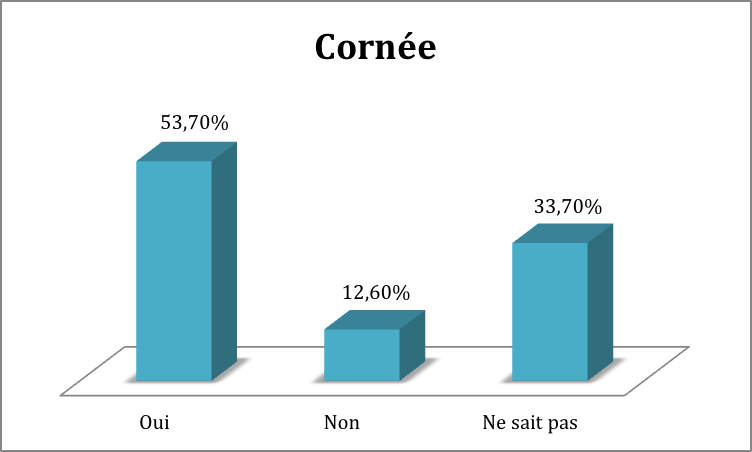 Cornée
53,70%
12,60%
33,70%
Oui
Non
Ne sait pas